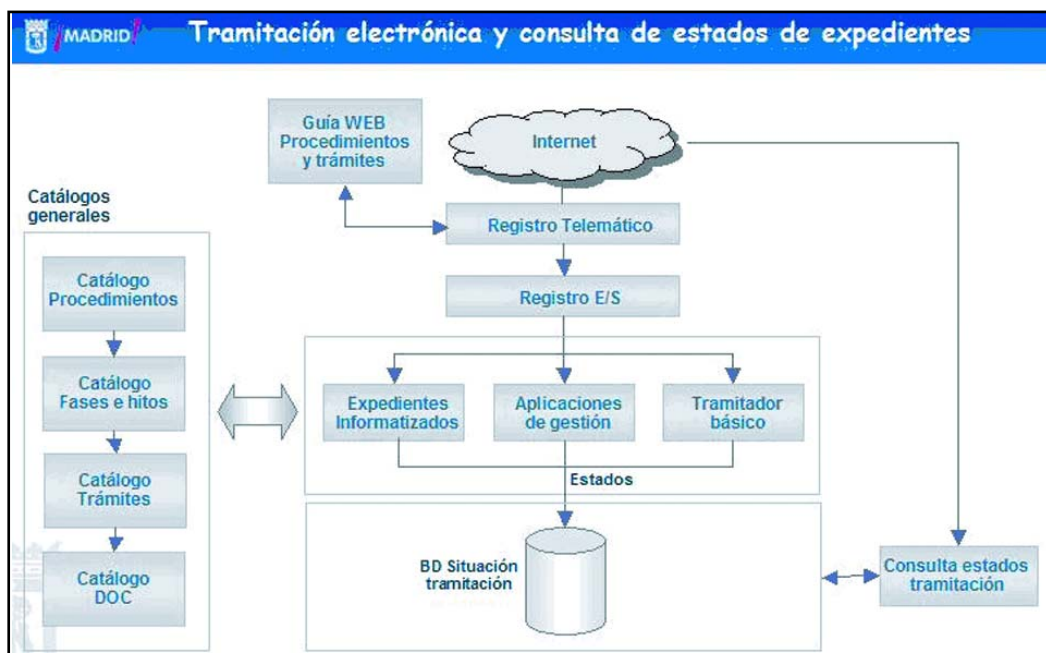 MADRID
Tramitación electrónica y consulta de estados de expedientes
Guía WEB
Procedimientos
y trámites
Internet
Catálogos
generales
Registro Telemático
Catálogo
Procedimientos
Registro E/S
Catálogo
Fases e hitos
Expedientes
Informatizados
Aplicaciones
de gestión
Tramitador
básico
Catálogo
Trámites
Estados
BD Situación
tramitación
Consulta estados
tramitación
Catálogo
DOC